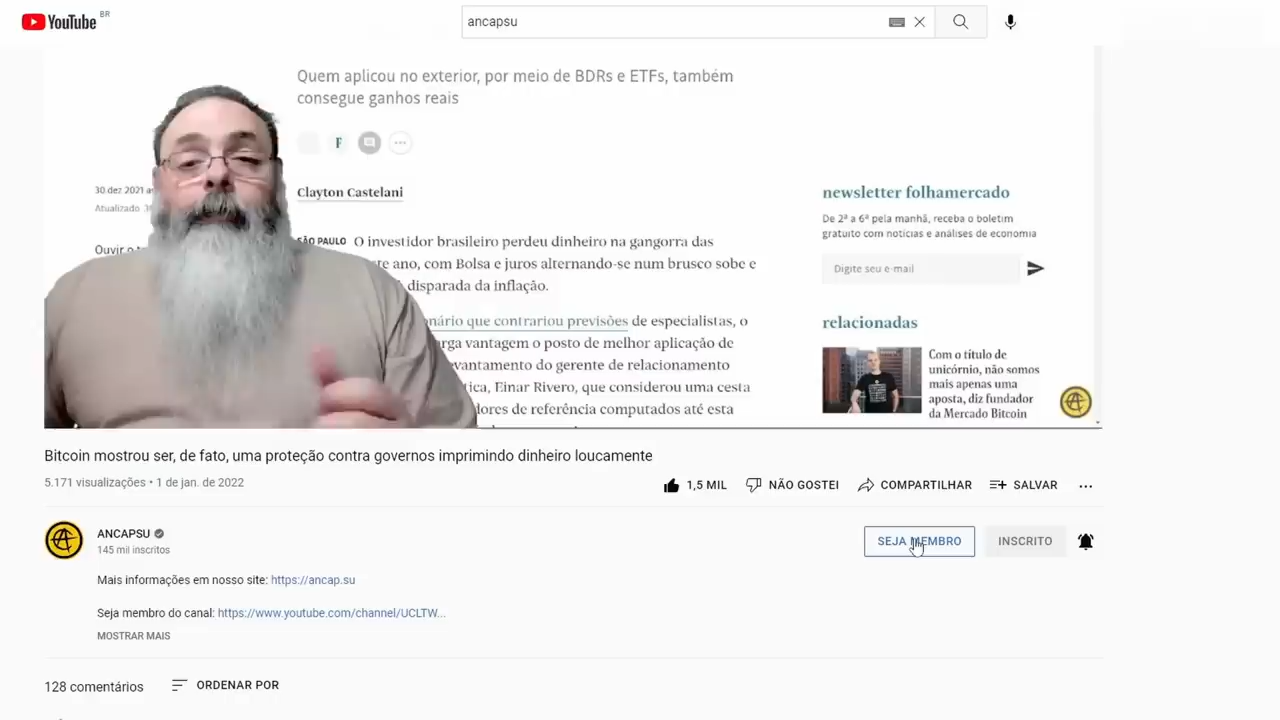 YouTube BR
ancapsu
Quem aplicou no exterior, por meio de BDRs e ETFs, também
consegue ganhos reais
F
30 dez 2021 às
Clayton Castelani
Atualizado
Ouvir o
SÃO PAULO O investidor brasileiro perdeu dinheiro na gangorra das
te ano, com Bolsa e juros alternando-se num brusco sobe e
disparada da inflação.
nário que contrariou previsões de especialistas, o
rga vantagem o posto de melhor aplicação de
evantamento do gerente de relacionamento
tica, Einar Rivero, que considerou uma cesta
dores de referência computados até esta
newsletter folhamercado
De 2ª a 6ª pela manhã, receba o boletim
gratuito com notícias e análises de economia
Digite seu e-mail
relacionadas
Com o título de
unicórnio, não somos
mais apenas uma
aposta, diz fundador
da Mercado Bitcoin
Bitcoin mostrou ser, de fato, uma proteção contra governos imprimindo dinheiro loucamente
5.171 visualizações • 1 de jan. de 2022
1,5 MIL NÃO GOSTEI COMPARTILHAR SALVAR
ANCAPSU
145 mil inscritos
SEJA MEMBRO INSCRITO
Mais informações em nosso site: https://ancap.su
Seja membro do canal: https://www.youtube.com/channel/UCLTW...
MOSTRAR MAIS
128 comentários ORDENAR POR